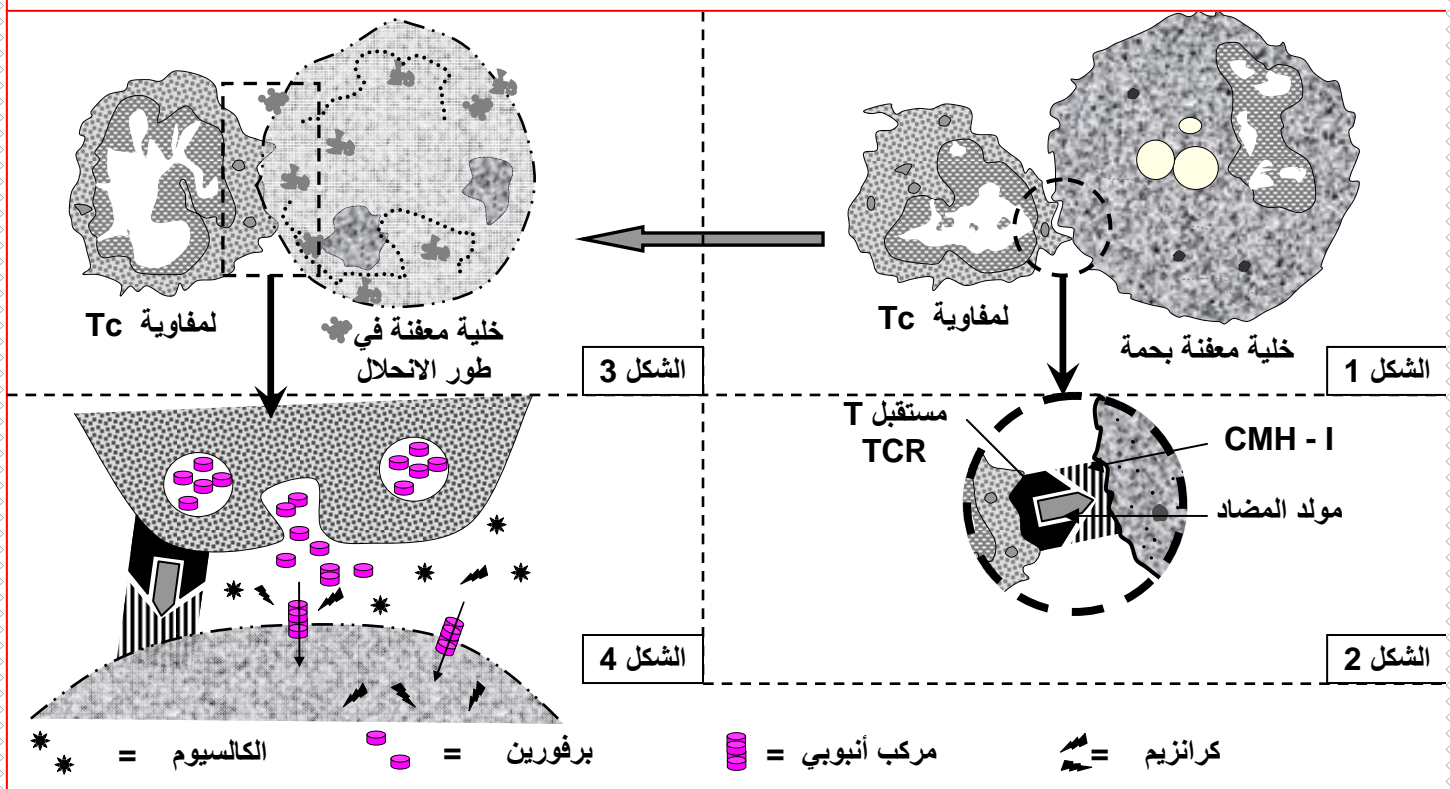 لمفاوية Tc
خلية معفنة بحمة
الشكل 1
لمفاوية Tc
خلية معفنة في
طور الانحلال
الشكل 3
مستقبل T
TCR
CMH - I
مولد المضاد
الشكل 2
الشكل 4
كرانزيم =
مركب أنبوبي =
برفورين =
الكالسيوم =